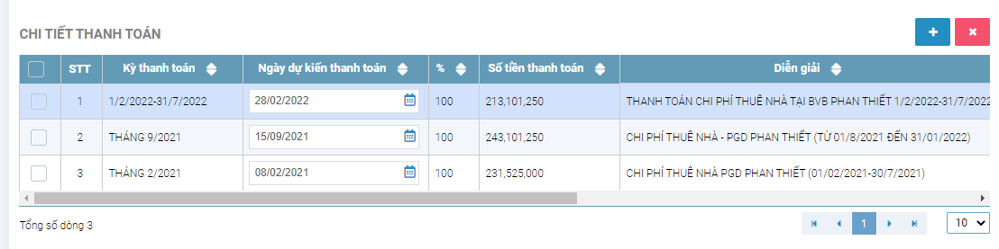 CHI TIẾT THANH TOÁN
STT Kỳ thanh toán Ngày dự kiến thanh toán % Số tiền thanh toán Diễn giải
1 1/2/2022-31/7/2022 28/02/2022 100 213,101,250 THANH TOÁN CHI PHÍ THUÊ NHÀ TẠI BVB PHAN THIẾT 1/2/2022-31/7/2022
2 THÁNG 9/2021 15/09/2021 100 243,101,250 CHI PHÍ THUÊ NHÀ - PGD PHAN THIẾT (TỪ 01/8/2021 ĐẾN 31/01/2022)
3 THÁNG 2/2021 08/02/2021 100 231,525,000 CHI PHÍ THUÊ NHÀ PGD PHAN THIẾT (01/02/2021-30/7/2021)
Tổng số dòng 3 1 10